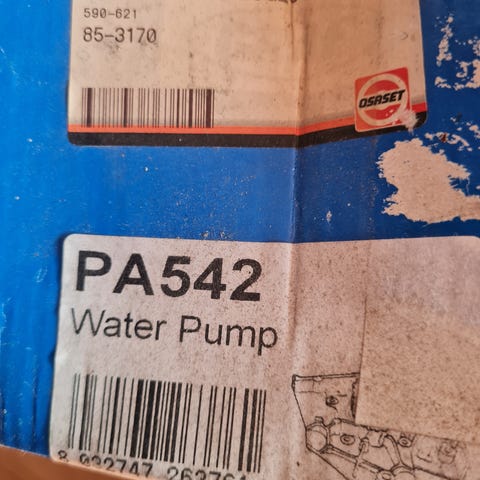 590-621
85-3170
OSASET
PA542
Water Pump